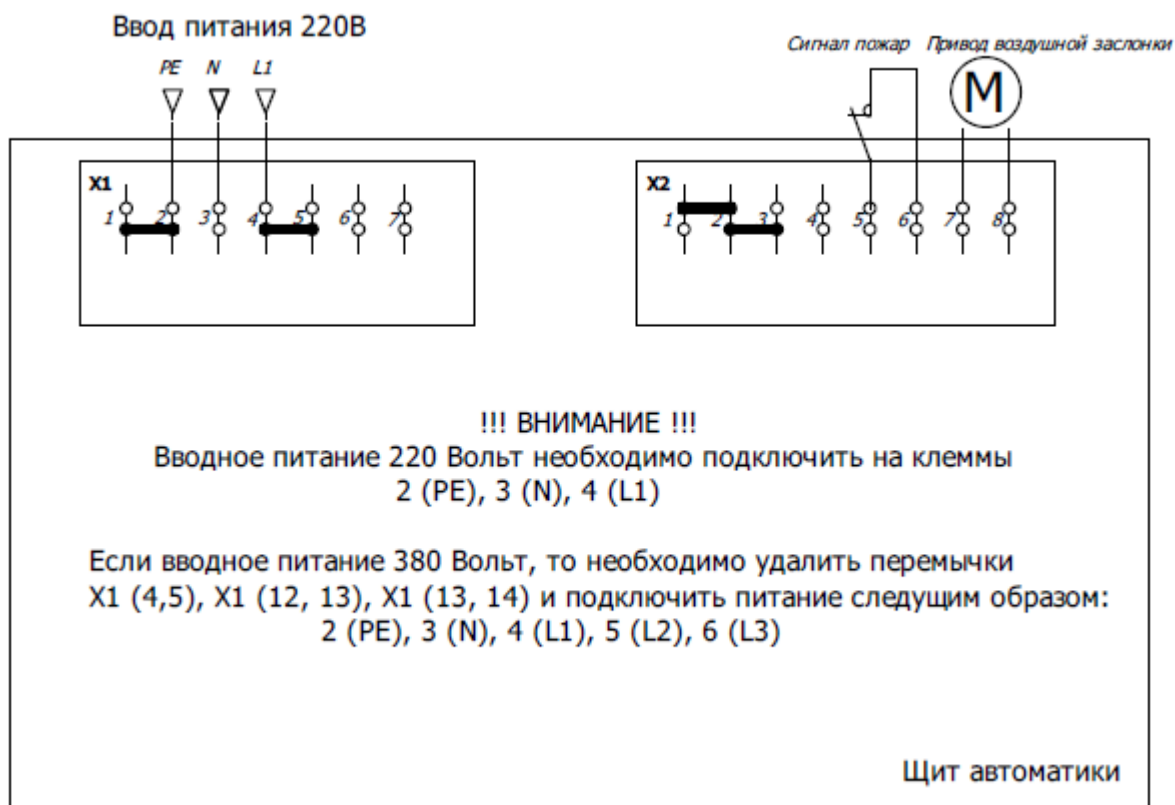 Ввод питания 220В
Сигнал пожар Привод воздушной заслонки
PE N L1
M
X1
1 2 3 4 5 6 7
X2
1 2 3 4 5 6 7 8
!!! ВНИМАНИЕ !!!
Вводное питание 220 Вольт необходимо подключить на клеммы
2 (PE), 3 (N), 4 (L1)
Если вводное питание 380 Вольт, то необходимо удалить перемычки
X1 (4,5), X1 (12, 13), X1 (13, 14) и подключить питание следущим образом:
2 (PE), 3 (N), 4 (L1), 5 (L2), 6 (L3)
Щит автоматики